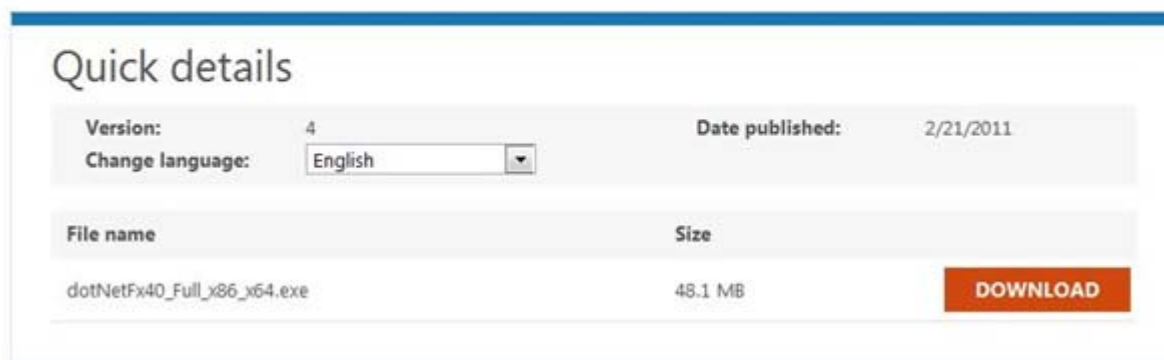 Quick details
Version: 4 Date published: 2/21/2011
Change language: English
File name Size
dotNetFx40_Full_x86_x64.exe 48.1 MB DOWNLOAD